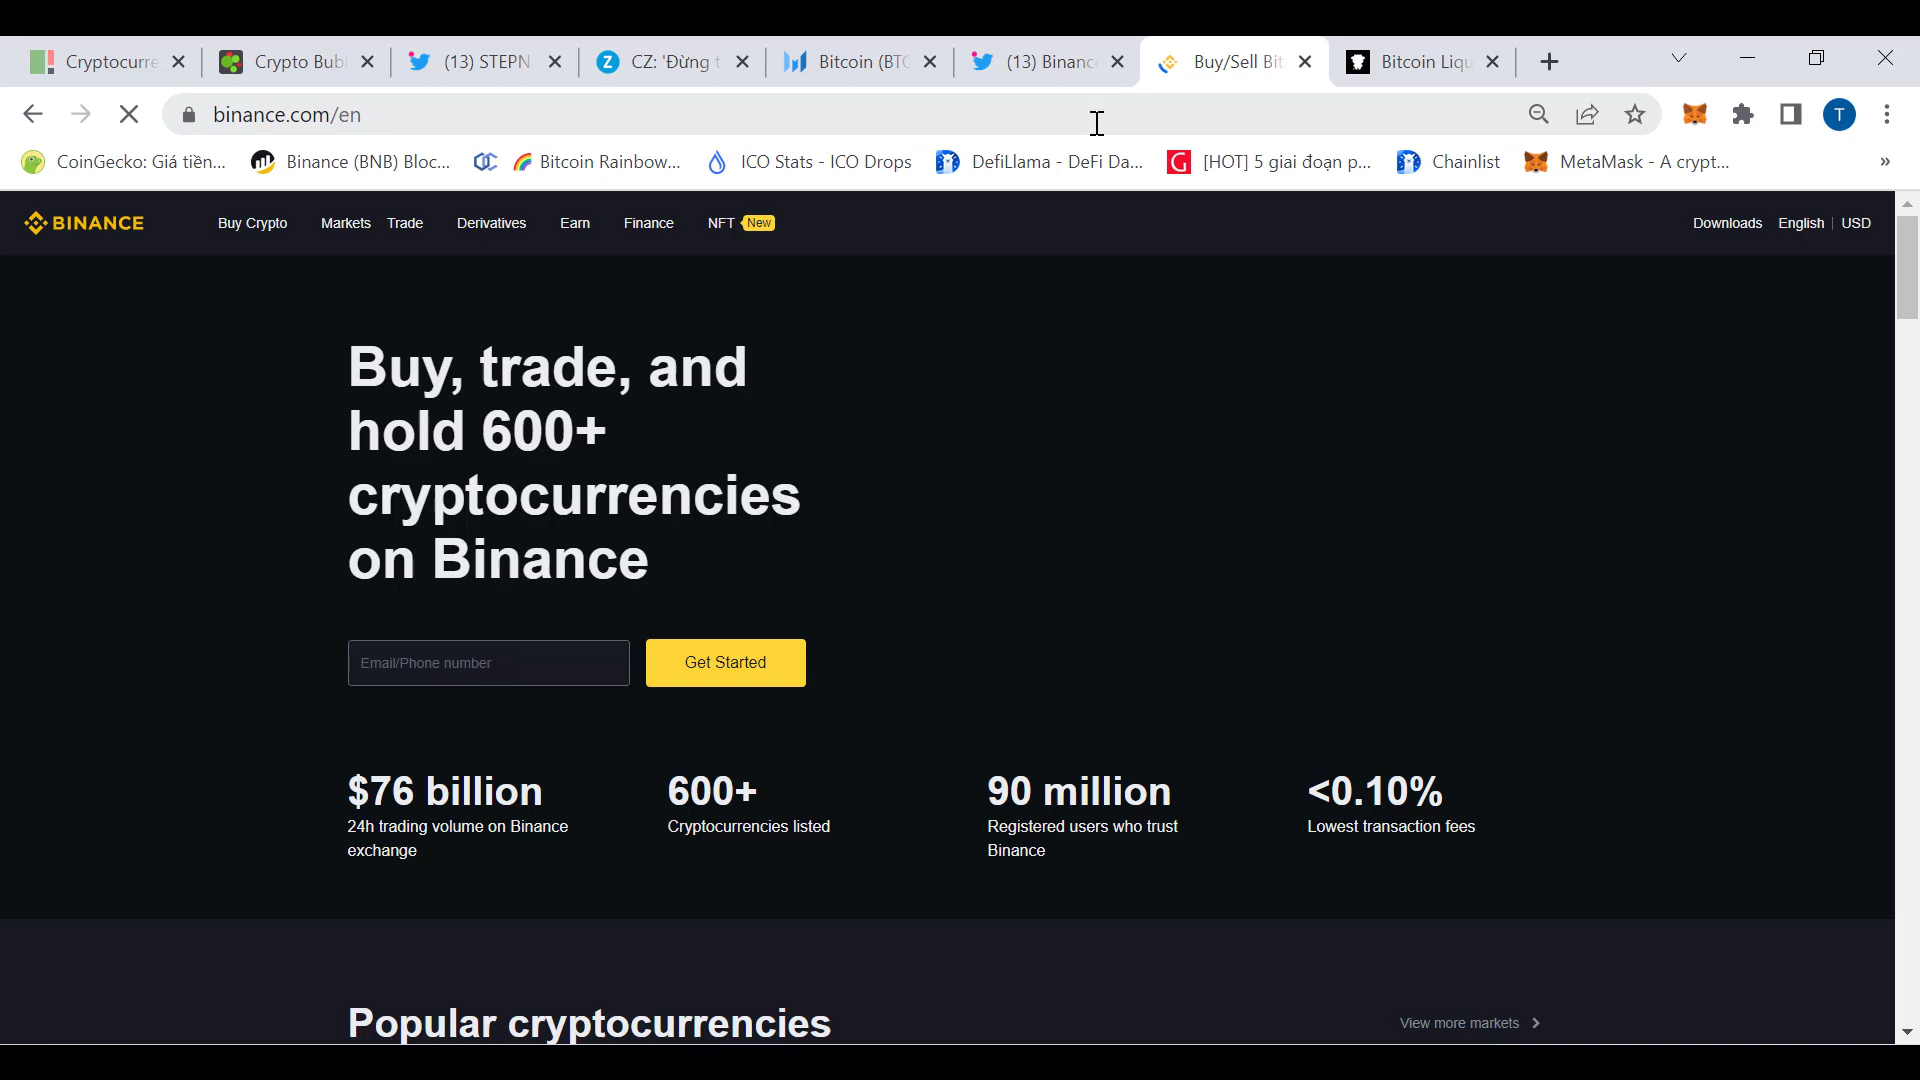 Cryptocurre
Crypto Bubl
(13) STEPN
CZ: 'Đừng t
Bitcoin (BTC
(13) Binance
Buy/Sell Bit
Bitcoin Liqu
binance.com/en
T
CoinGecko: Giá tiền...
Binance (BNB) Bloc...
Bitcoin Rainbow...
ICO Stats - ICO Drops
DefiLlama - DeFi Da...
[HOT] 5 giai đoạn p...
Chainlist
MetaMask - A crypt...
»
BINANCE
Buy Crypto
Markets
Trade
Derivatives
Earn
Finance
NFT New
Downloads
English | USD
Buy, trade, and
hold 600+
cryptocurrencies
on Binance
Email/Phone number
Get Started
$76 billion
24h trading volume on Binance
exchange
600+
Cryptocurrencies listed
90 million
Registered users who trust
Binance
<0.10%
Lowest transaction fees
Popular cryptocurrencies
View more markets